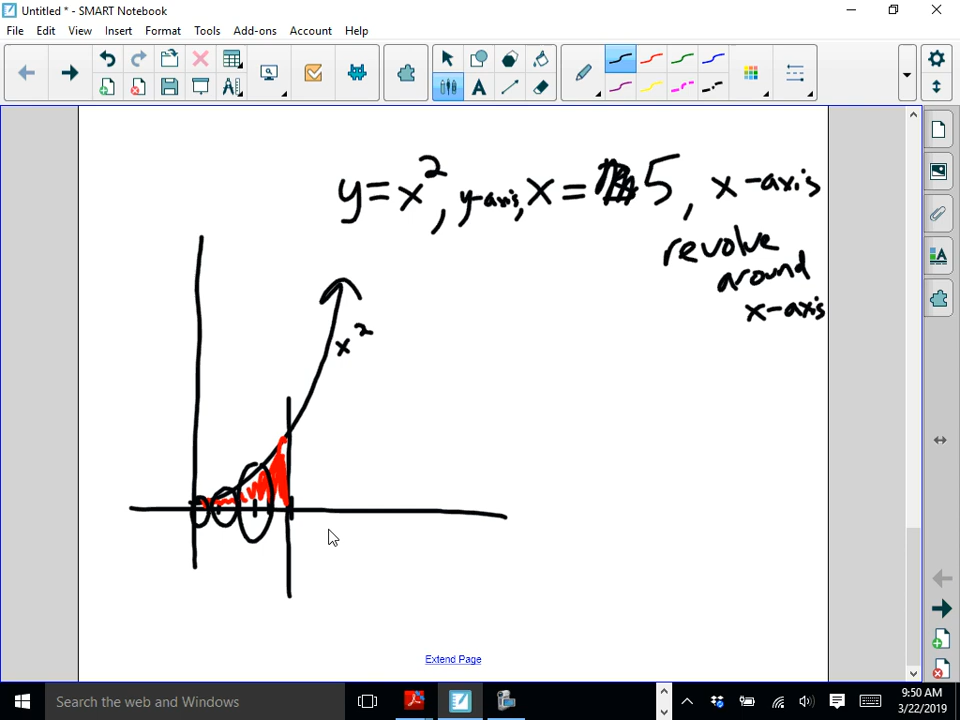 Untitled * - SMART Notebook
File Edit View Insert Format Tools Add-ons Account Help
y=x², y-axis, x = 5, x-axis
revolve
around
x-axis
x²
Extend Page
Search the web and Windows
9:50 AM
3/22/2019